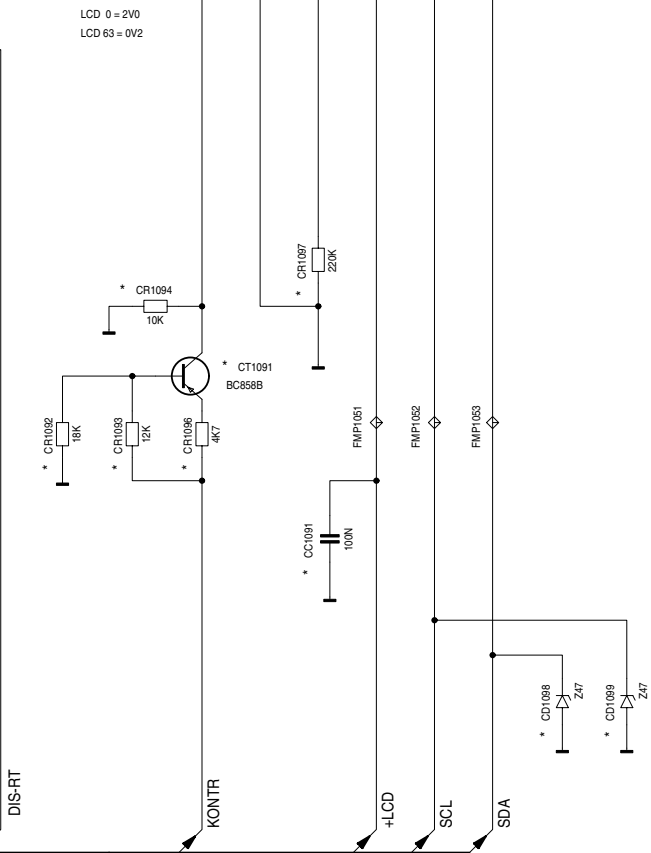 LCD 0 = 2V0
LCD 63 = 0V2
* CR1097
220K
* CR1094
10K
* CT1091
BC858B
* CR1092
18K
* CR1093
12K
* CR1096
4K7
FMP1051
FMP1052
FMP1053
* CC1091
100N
* CD1098
Z47
* CD1099
Z47
DIS-RT
KONTR
+LCD
SCL
SDA